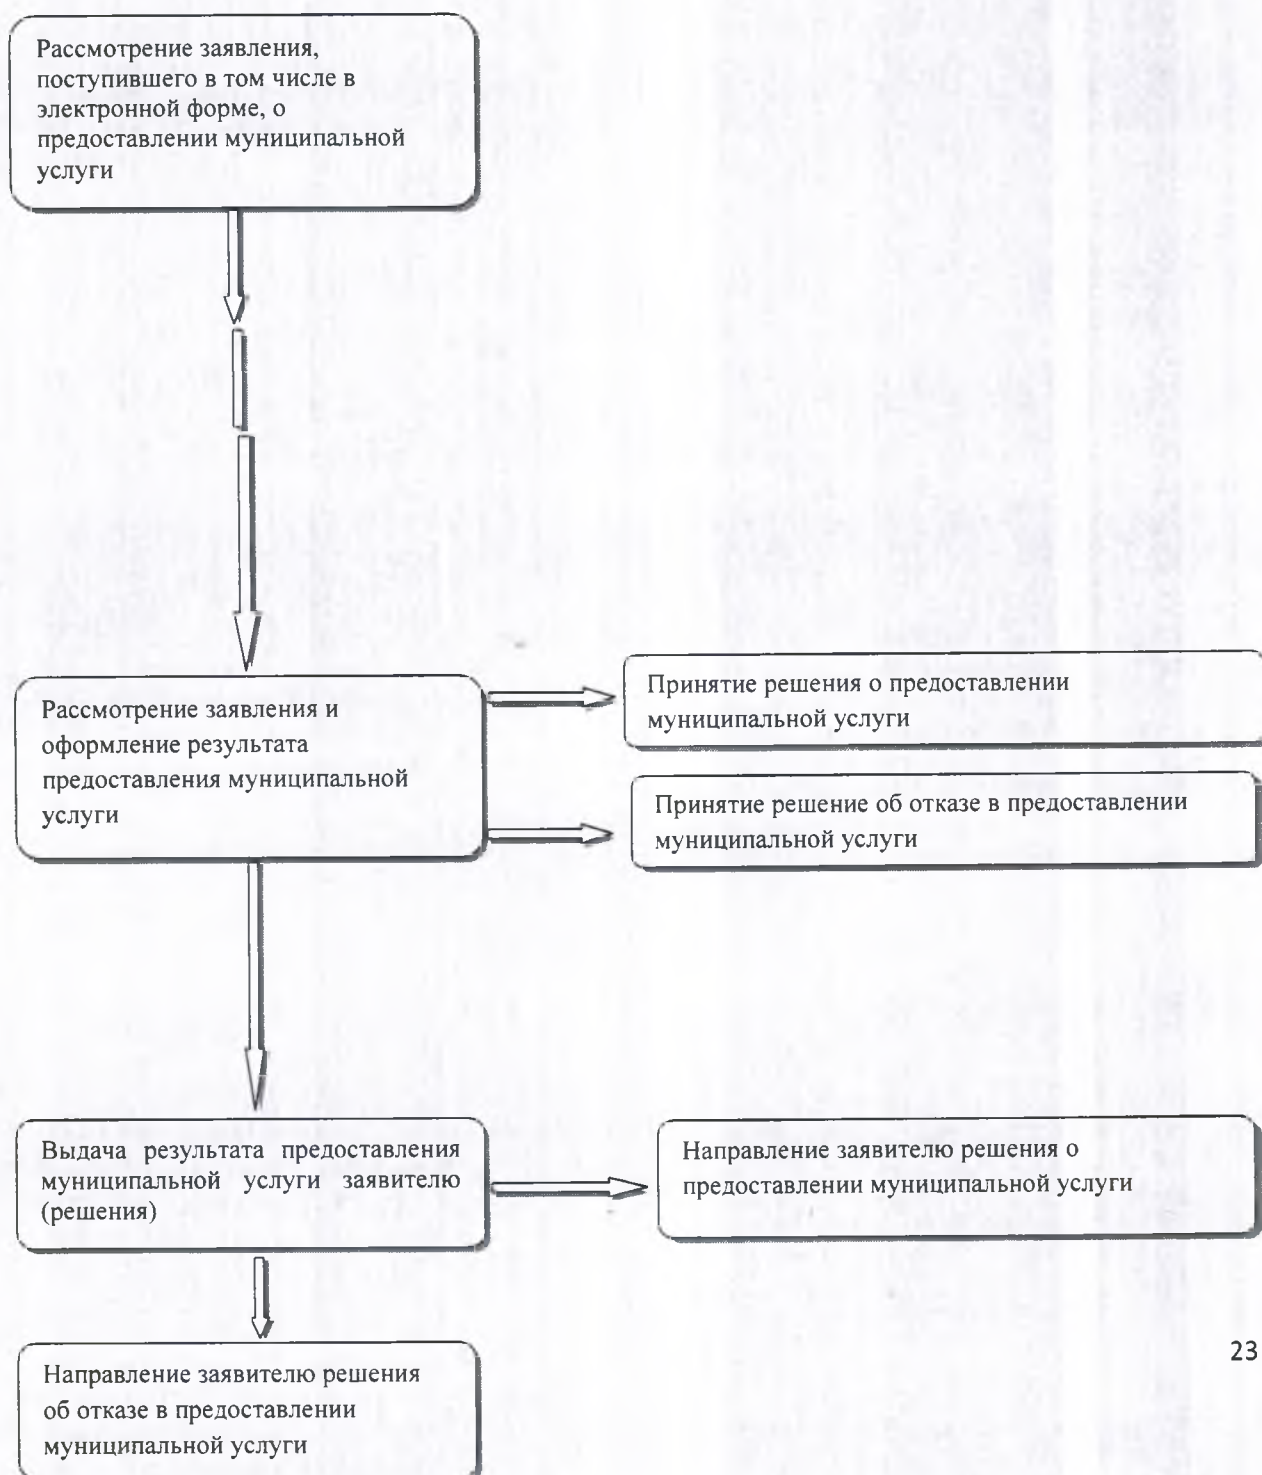 Рассмотрение заявления,
поступившего в том числе в
электронной форме, о
предоставлении муниципальной
услуги
Рассмотрение заявления и
оформление результата
предоставления муниципальной
услуги
Принятие решения о предоставлении
муниципальной услуги
Принятие решение об отказе в предоставлении
муниципальной услуги
Выдача результата предоставления
муниципальной услуги заявителю
(решения)
Направление заявителю решения о
предоставлении муниципальной услуги
Направление заявителю решения
об отказе в предоставлении
муниципальной услуги
23